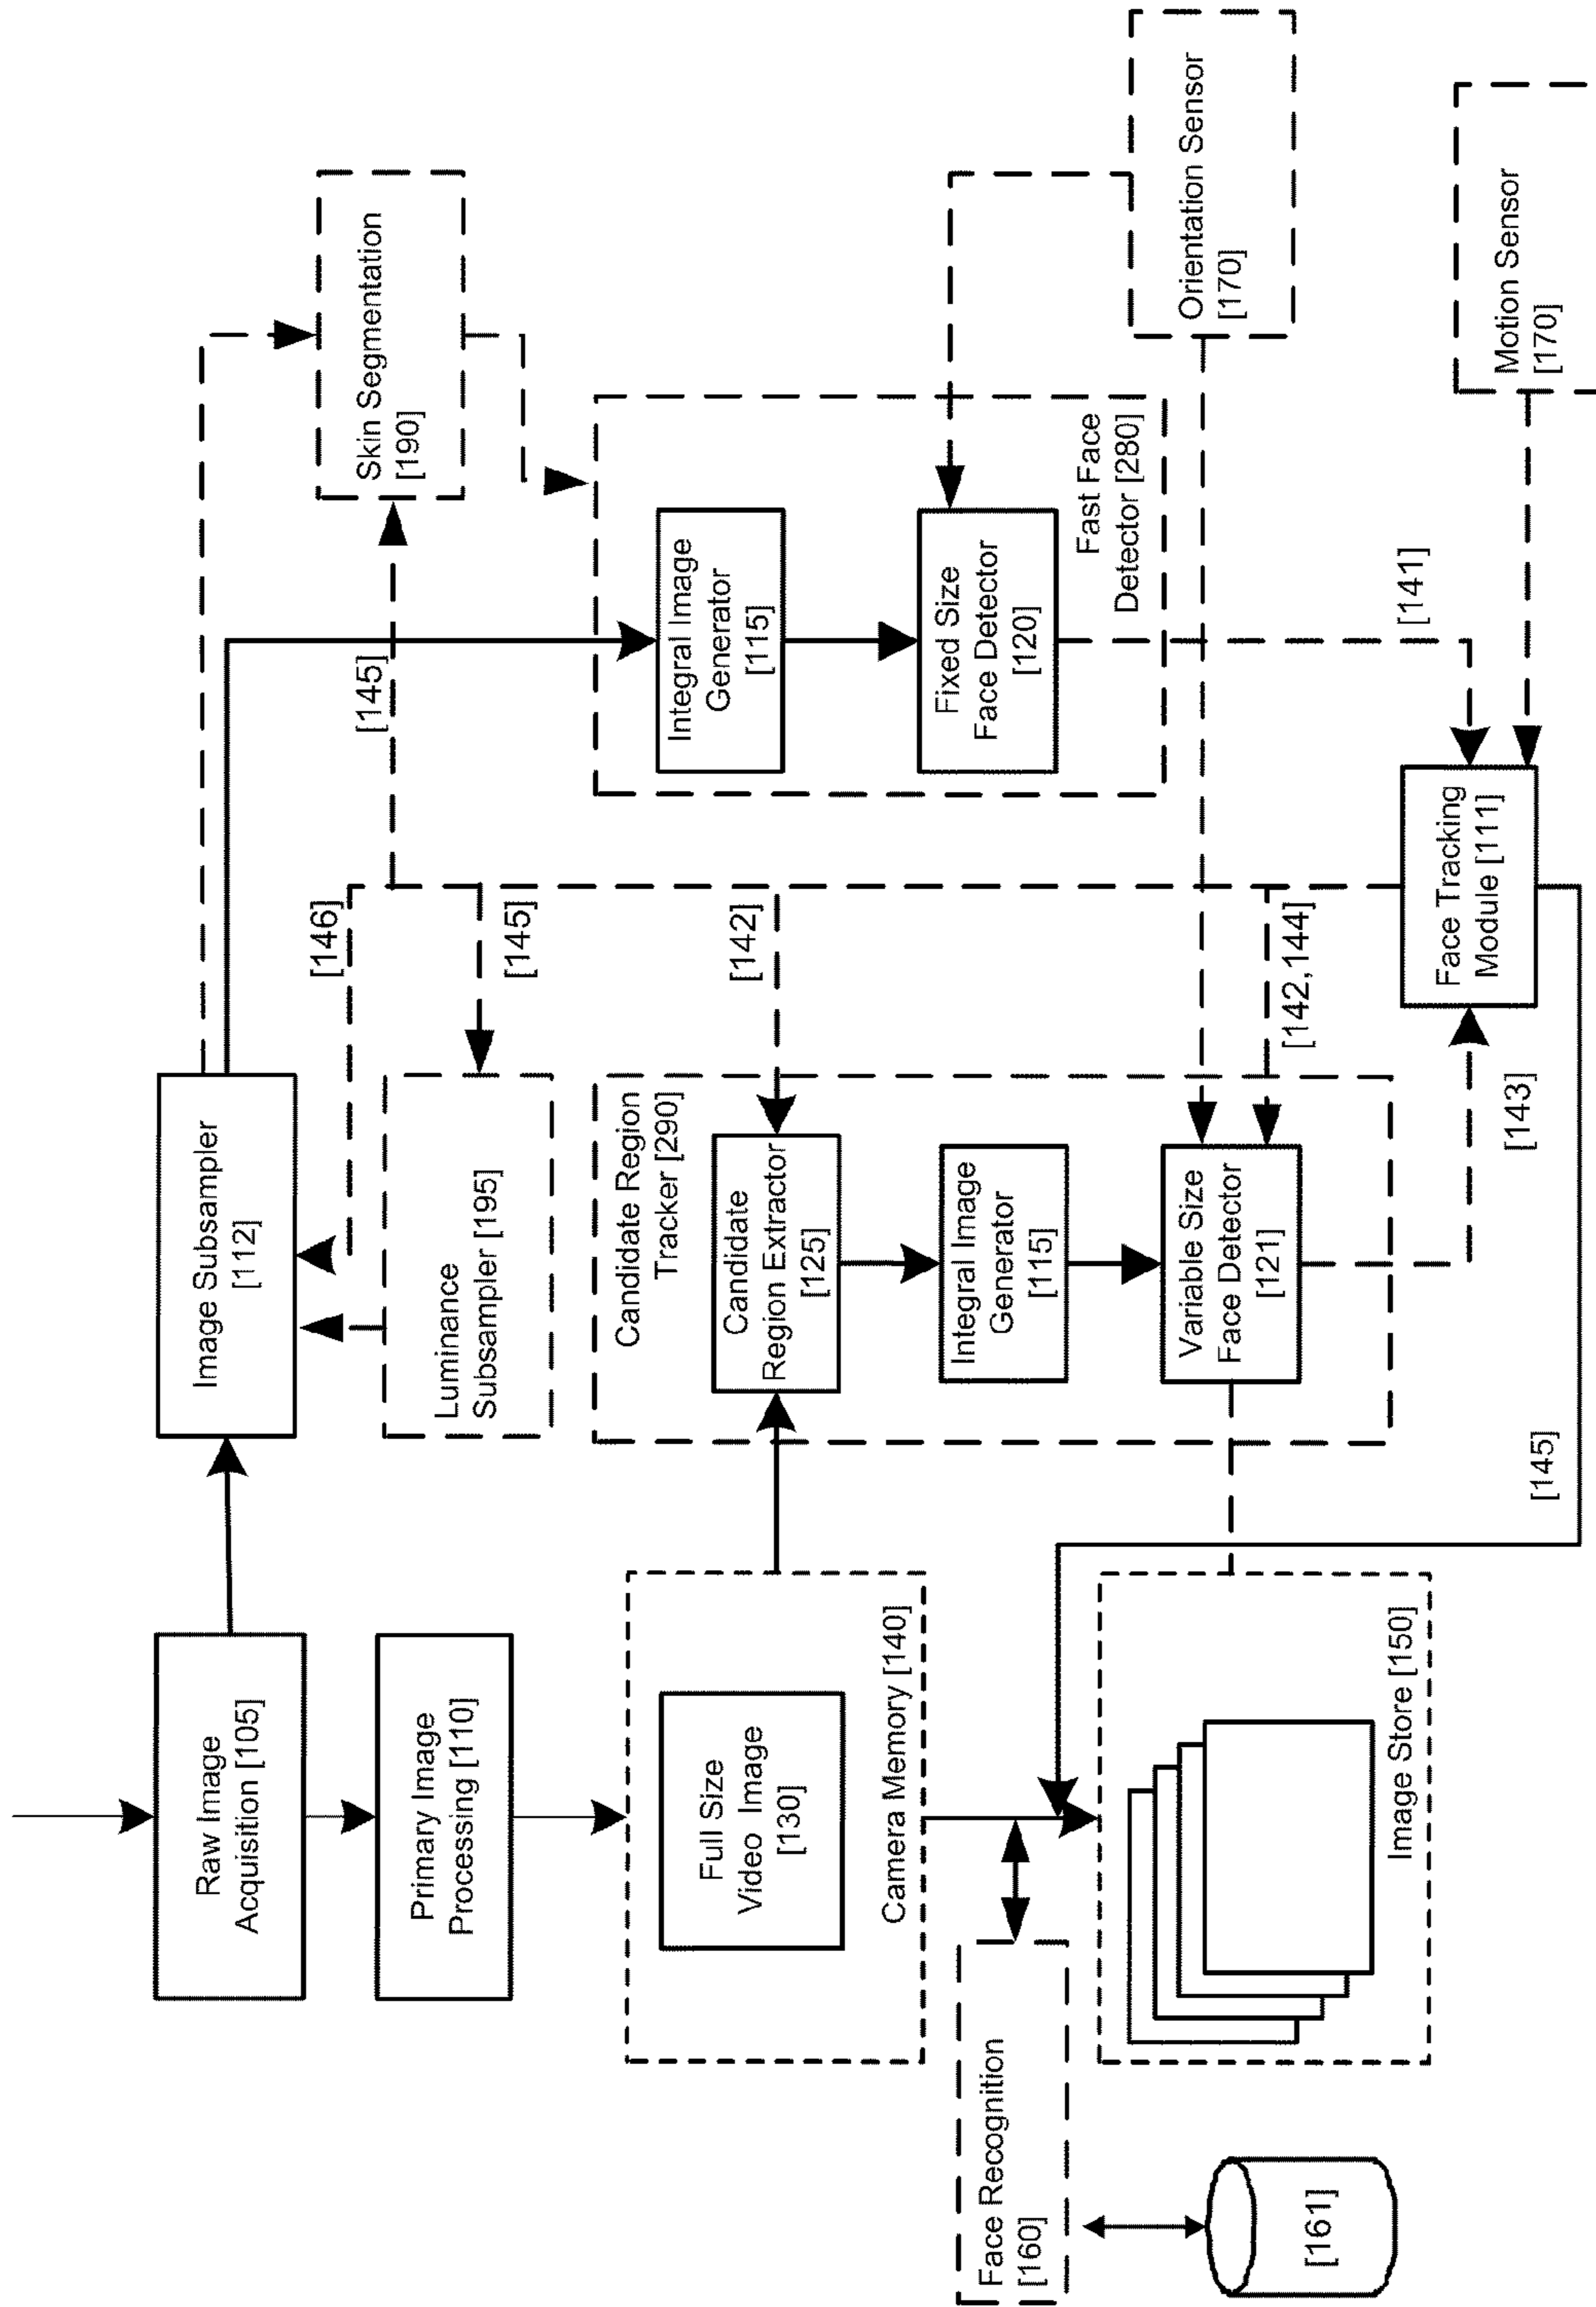 Raw Image
Acquisition [105]
Primary Image
Processing [110]
Full Size
Video Image
[130]
Camera Memory [140]
Face Recognition
[160]
[161]
Image Store [150]
Image Subsampler
[112]
Luminance
Subsampler [195]
[146]
[145]
Candidate Region
Tracker [290]
Candidate
Region Extractor
[125]
[142]
Integral Image
Generator
[115]
Variable Size
Face Detector
[121]
[142,144]
[143]
[145]
Face Tracking
Module [111]
[145]
Skin Segmentation
[190]
Integral Image
Generator
[115]
Fixed Size
Face Detector
[120]
Fast Face
Detector [280]
[141]
Orientation Sensor
[170]
Motion Sensor
[170]